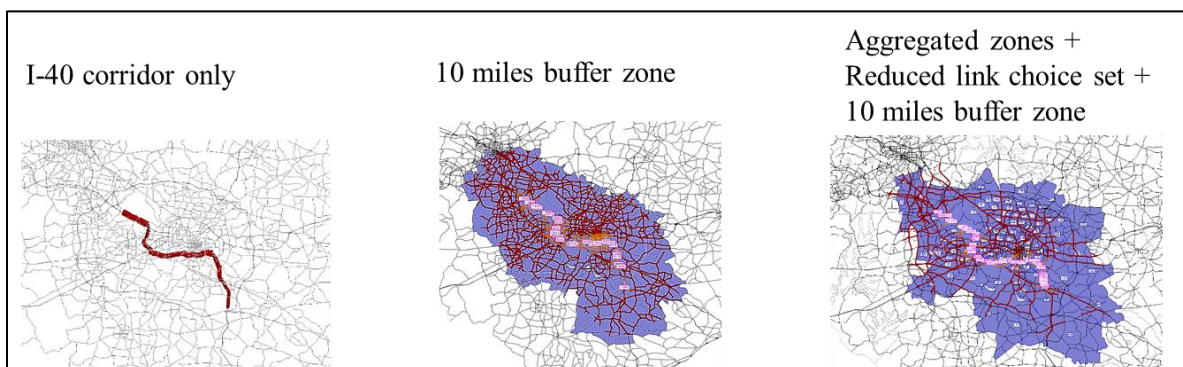 I-40 corridor only
10 miles buffer zone
Aggregated zones +
Reduced link choice set +
10 miles buffer zone